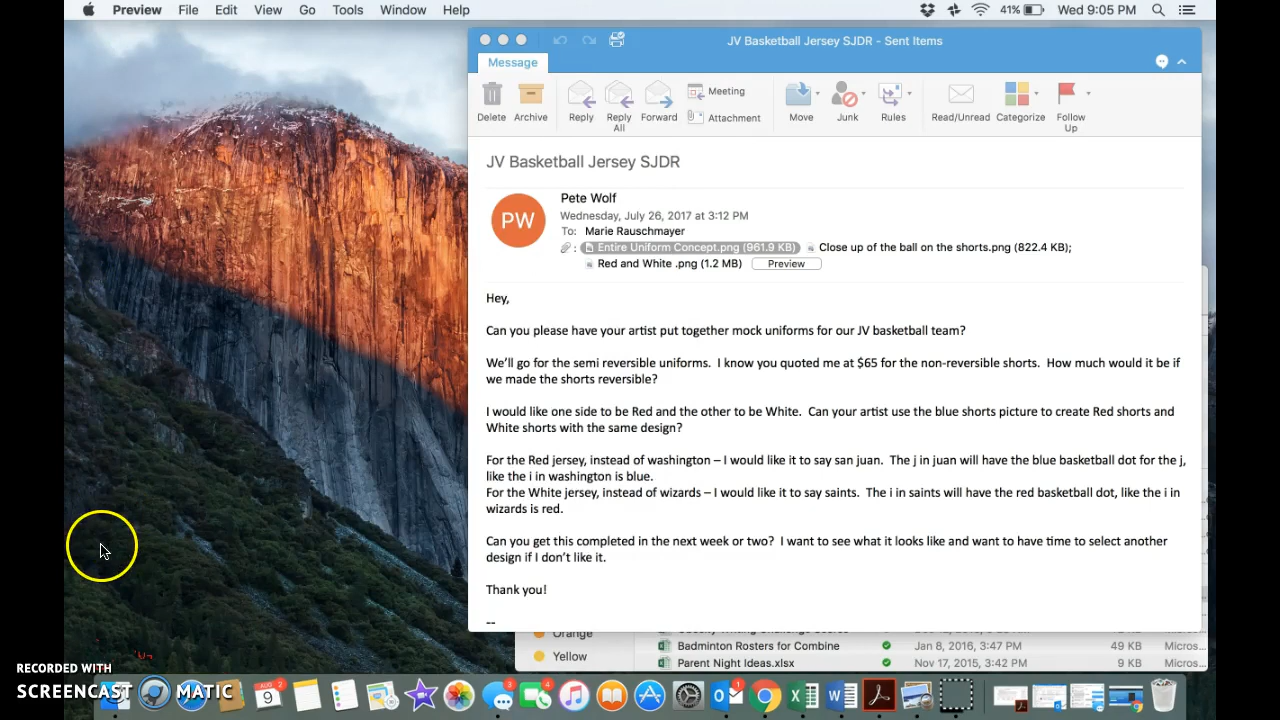 Preview File Edit View Go Tools Window Help 41% Wed 9:05 PM
JV Basketball Jersey SJDR - Sent Items
Message
Delete Archive Reply Reply All Forward Meeting Attachment Move Junk Rules Read/Unread Categorize Follow Up
JV Basketball Jersey SJDR
PW
Pete Wolf
Wednesday, July 26, 2017 at 3:12 PM
To: Marie Rauschmayer
: Entire Uniform Concept.png (961.9 KB) Close up of the ball on the shorts.png (822.4 KB);
Red and White .png (1.2 MB) Preview
Hey,
Can you please have your artist put together mock uniforms for our JV basketball team?
We'll go for the semi reversible uniforms. I know you quoted me at $65 for the non-reversible shorts. How much would it be if
we made the shorts reversible?
I would like one side to be Red and the other to be White. Can your artist use the blue shorts picture to create Red shorts and
White shorts with the same design?
For the Red jersey, instead of washington – I would like it to say san juan. The j in juan will have the blue basketball dot for the j,
like the i in washington is blue.
For the White jersey, instead of wizards – I would like it to say saints. The i in saints will have the red basketball dot, like the i in
wizards is red.
Can you get this completed in the next week or two? I want to see what it looks like and want to have time to select another
design if I don't like it.
Thank you!
--
Orange
Yellow
Badminton Rosters for Combine Jan 8, 2016, 3:47 PM 49 KB Micros...
Parent Night Ideas.xlsx Nov 17, 2015, 3:42 PM 9 KB Micros...
RECORDED WITH
SCREENCAST MATIC
AUG 9 2 3 4 1